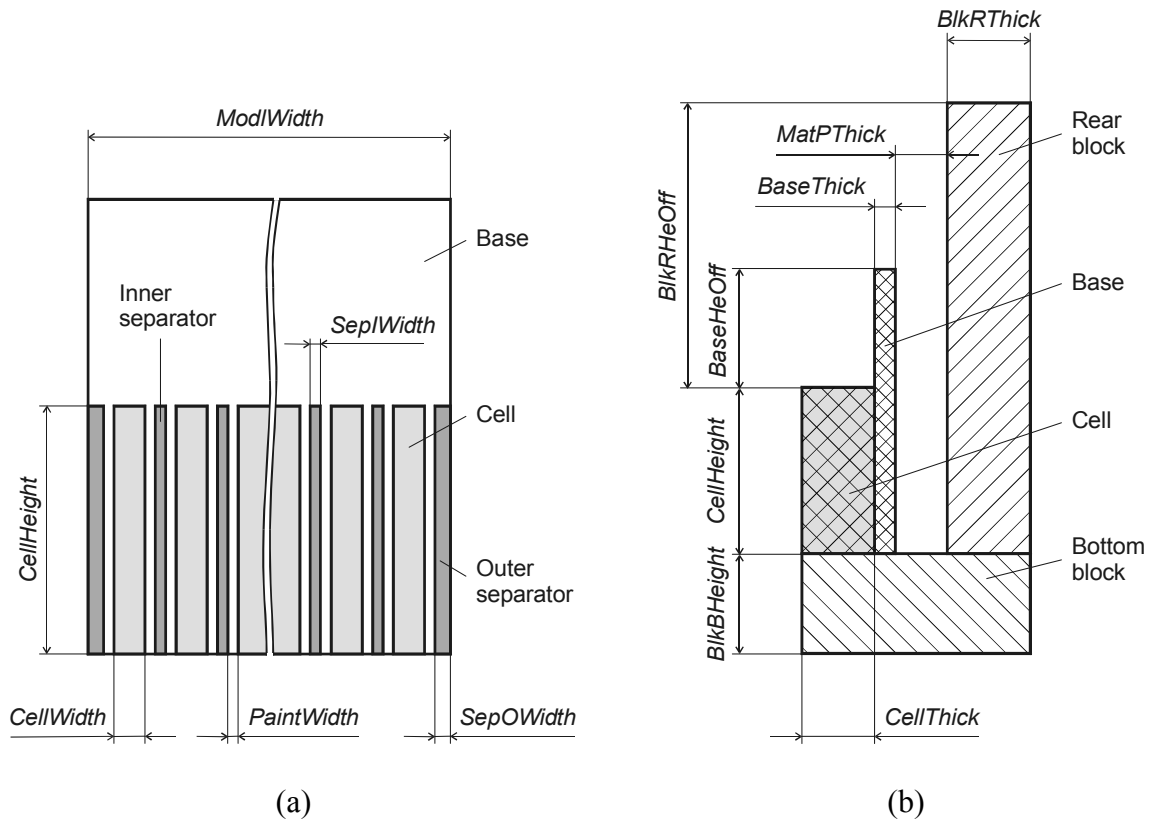 ModlWidth
Base
Inner
separator
SepIWidth
Cell
CellHeight
Outer
separator
CellWidth
PaintWidth
SepOWidth
(a)
BlkRThick
Rear
block
MatPThick
BaseThick
BlkRHeOff
BaseHeOff
Base
Cell
CellHeight
Bottom
block
BlkBHeight
CellThick
(b)